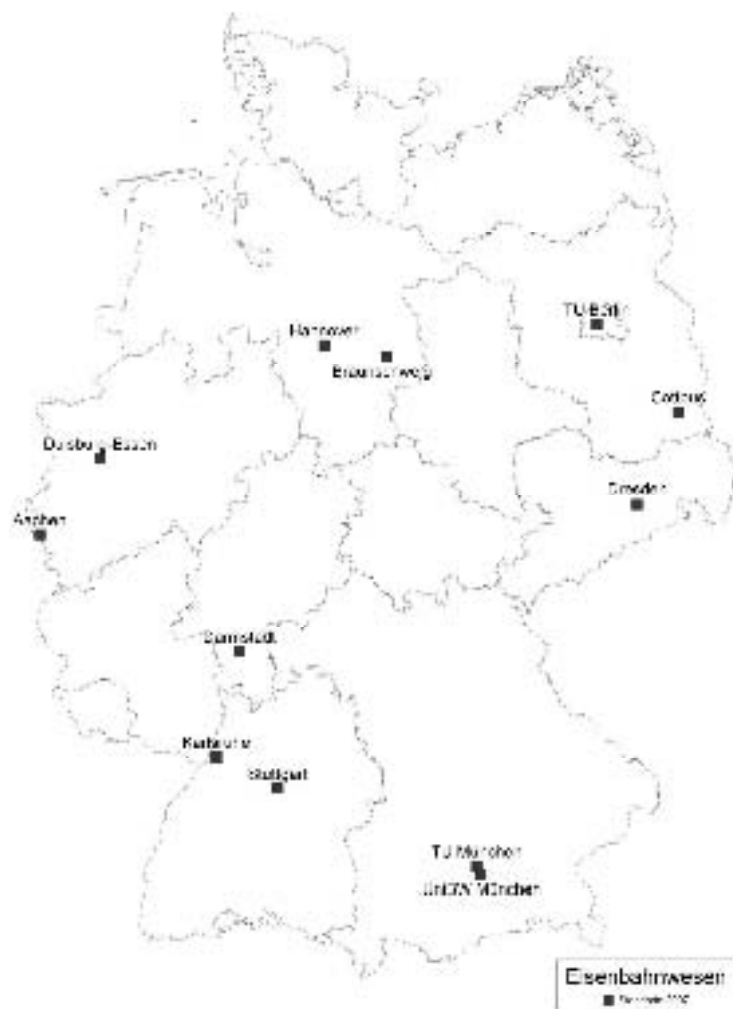 Hannover
TU Berlin
Braunschweig
Cottbus
Duisburg-Essen
Dresden
Aachen
Darmstadt
Karlsruhe
Stuttgart
TU München
UniBW München
Eisenbahnwesen